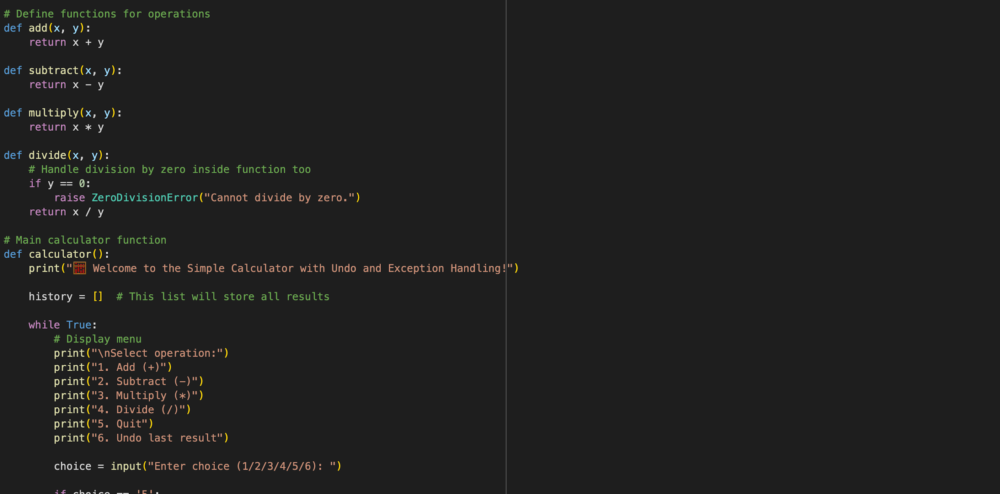 # Define functions for operations
def add(x, y):
    return x + y
def subtract(x, y):
    return x - y
def multiply(x, y):
    return x * y
def divide(x, y):
    # Handle division by zero inside function too
    if y == 0:
        raise ZeroDivisionError("Cannot divide by zero.")
    return x / y
# Main calculator function
def calculator():
    print("🧮 Welcome to the Simple Calculator with Undo and Exception Handling!")
    history = []  # This list will store all results
    while True:
        # Display menu
        print("\nSelect operation:")
        print("1. Add (+)")
        print("2. Subtract (-)")
        print("3. Multiply (*)")
        print("4. Divide (/)")
        print("5. Quit")
        print("6. Undo last result")
        choice = input("Enter choice (1/2/3/4/5/6): ")
        if choice == '5':